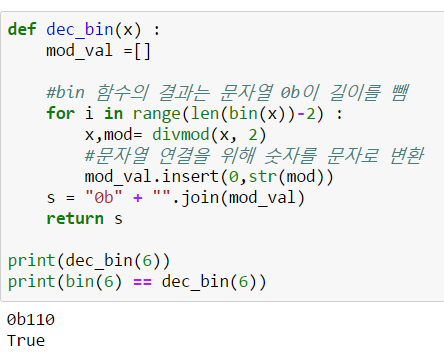 def dec_bin(x) :
    mod_val =[]

    #bin 함수의 결과는 문자열 0b이 길이를 뺌
    for i in range(len(bin(x))-2) :
        x,mod= divmod(x, 2)
        #문자열 연결을 위해 숫자를 문자로 변환
        mod_val.insert(0,str(mod))
    s = "0b" + "".join(mod_val)
    return s

print(dec_bin(6))
print(bin(6) == dec_bin(6))
0b110
True